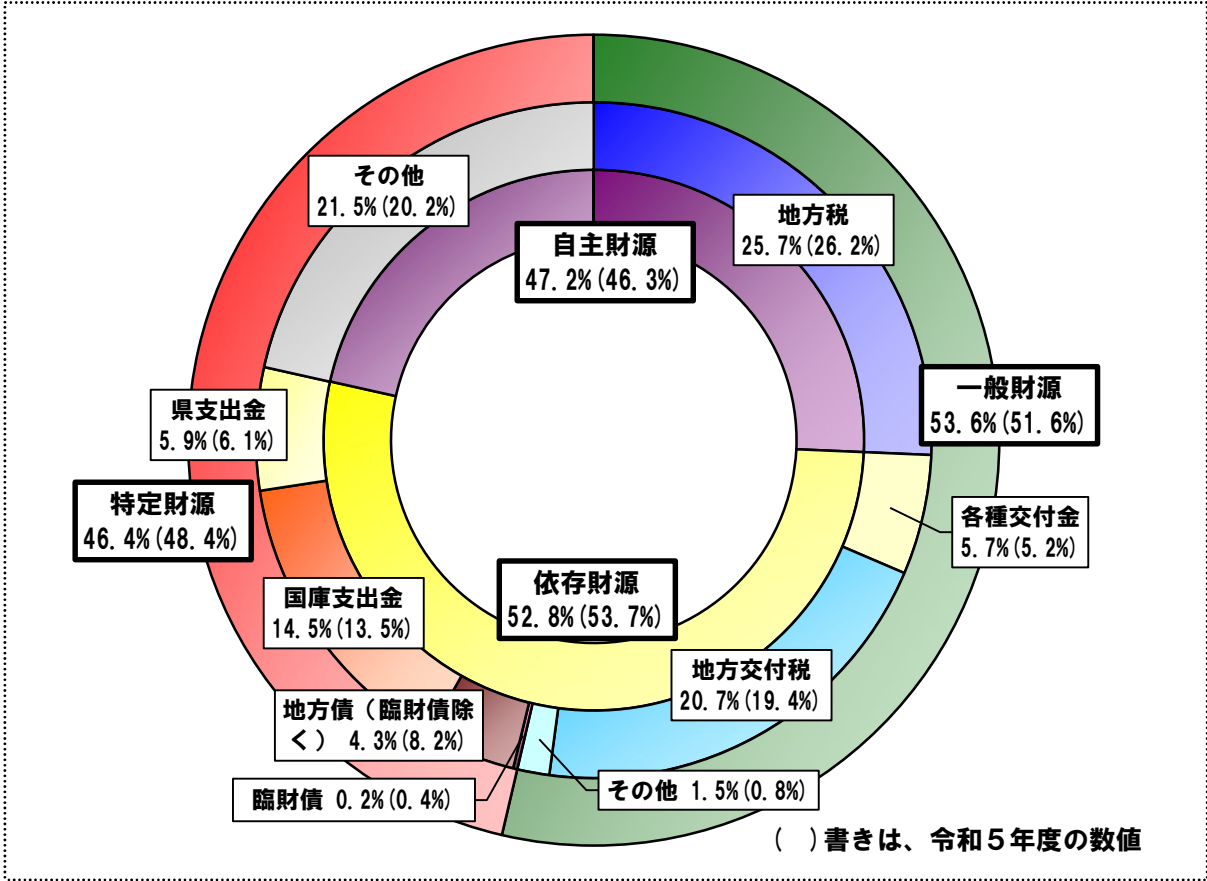 その他
21.5%(20.2%)
地方税
25.7%(26.2%)
自主財源
47.2%(46.3%)
一般財源
53.6%(51.6%)
県支出金
5.9%(6.1%)
特定財源
46.4%(48.4%)
各種交付金
5.7%(5.2%)
依存財源
52.8%(53.7%)
国庫支出金
14.5%(13.5%)
地方交付税
20.7%(19.4%)
地方債（臨財債除
く） 4.3%(8.2%)
その他 1.5%(0.8%)
臨財債 0.2%(0.4%)
(　)書きは、令和５年度の数値